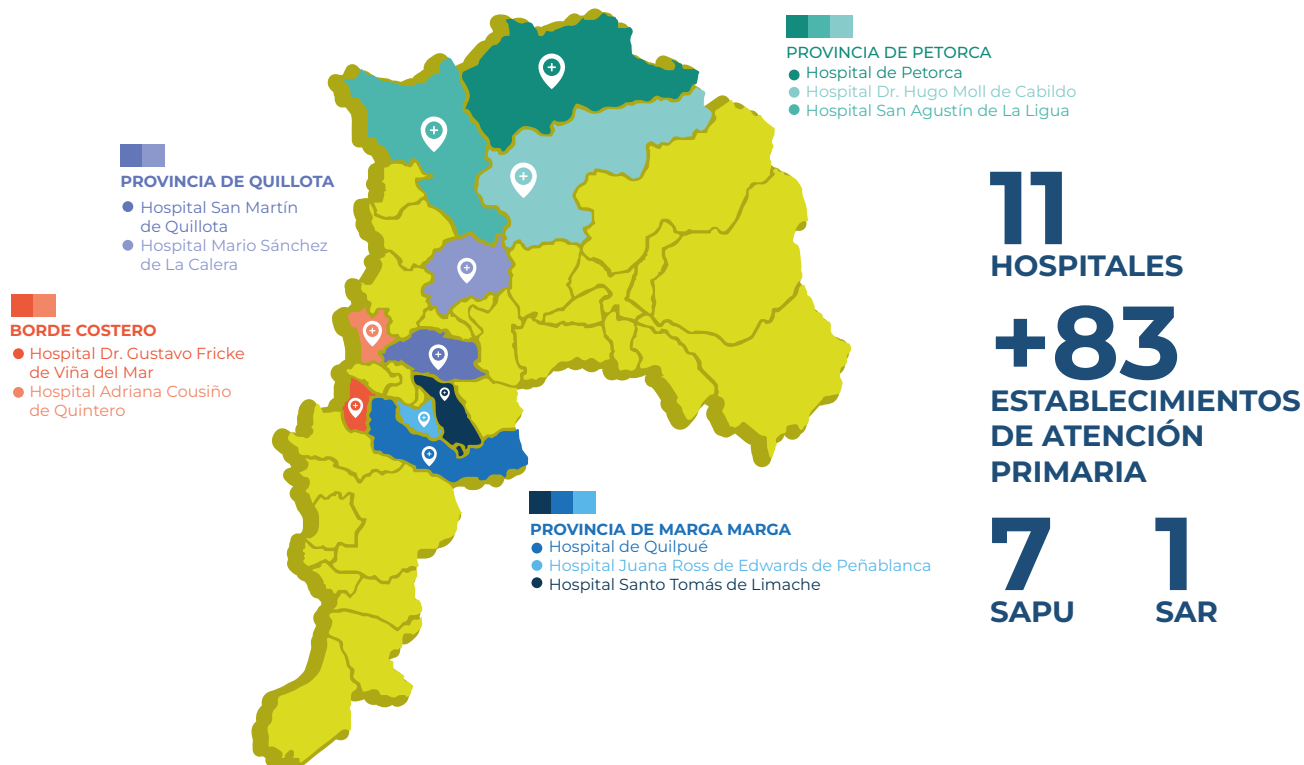 PROVINCIA DE PETORCA
Hospital de Petorca
Hospital Dr. Hugo Moll de Cabildo
Hospital San Agustín de La Ligua
PROVINCIA DE QUILLOTA
Hospital San Martín
de Quillota
Hospital Mario Sánchez
de La Calera
BORDE COSTERO
Hospital Dr. Gustavo Fricke
de Viña del Mar
Hospital Adriana Cousiño
de Quintero
PROVINCIA DE MARGA MARGA
Hospital de Quilpué
Hospital Juana Ross de Edwards de Peñablanca
Hospital Santo Tomás de Limache
11
HOSPITALES
+83
ESTABLECIMIENTOS
DE ATENCIÓN
PRIMARIA
7
SAPU
1
SAR